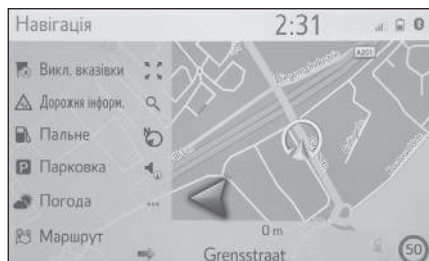 Навігація 2:31
Викл. вказівки
Дорожня інформ.
A201
Пальне
P Парковка
Погода
Маршрут
0 m
Grensstraat
50